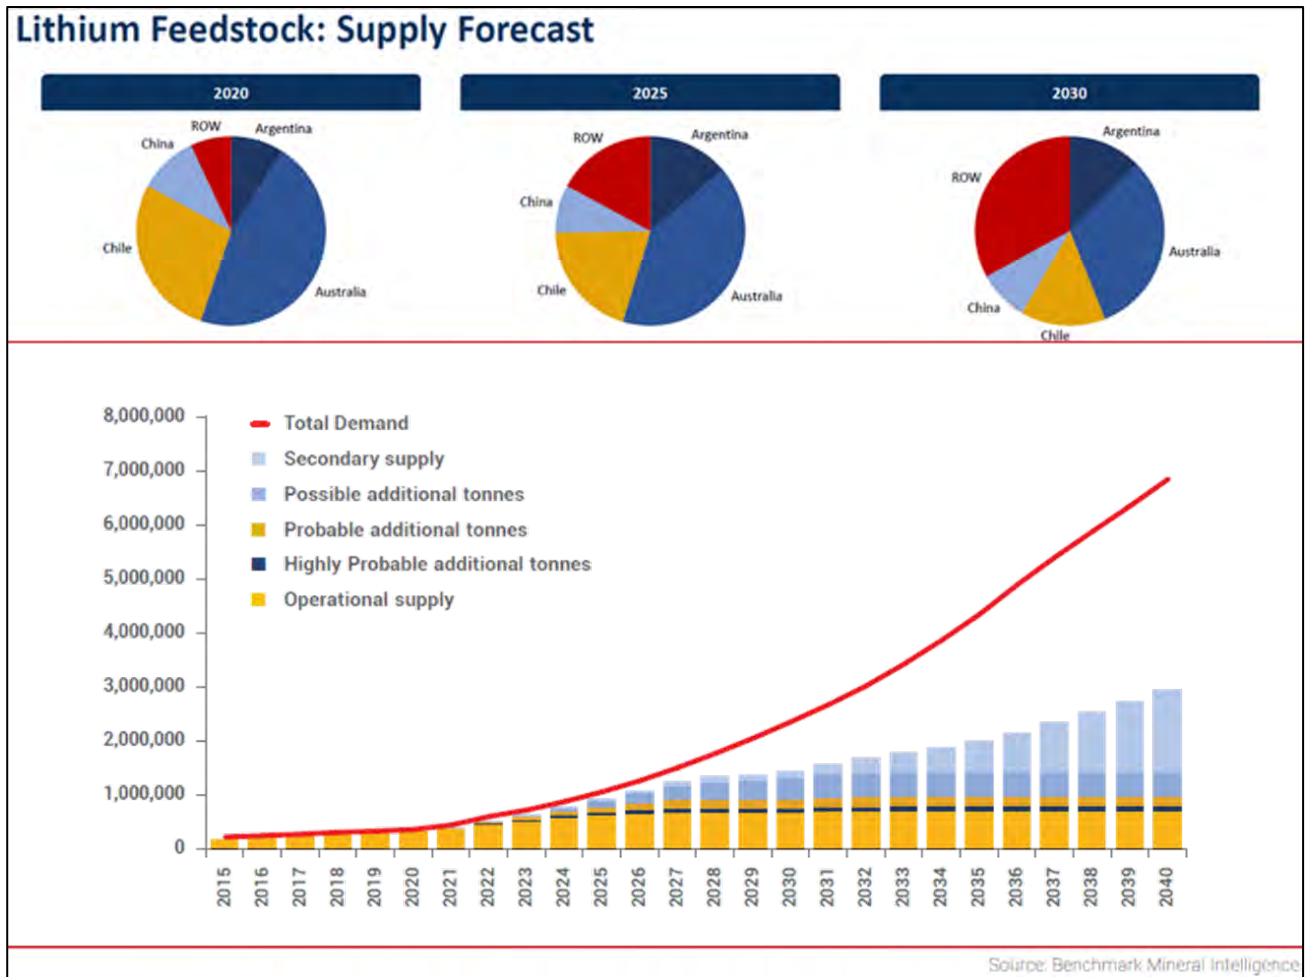 Lithium Feedstock: Supply Forecast
2020
2025
2030
ROW
Argentina
China
Chile
Australia
ROW
Argentina
China
Chile
Australia
Argentina
ROW
Australia
China
Chile
8,000,000
7,000,000
6,000,000
5,000,000
4,000,000
3,000,000
2,000,000
1,000,000
0
Total Demand
Secondary supply
Possible additional tonnes
Probable additional tonnes
Highly Probable additional tonnes
Operational supply
2015
2016
2017
2018
2019
2020
2021
2022
2023
2024
2025
2026
2027
2028
2029
2030
2031
2032
2033
2034
2035
2036
2037
2038
2039
2040
Source: Benchmark Mineral Intelligence